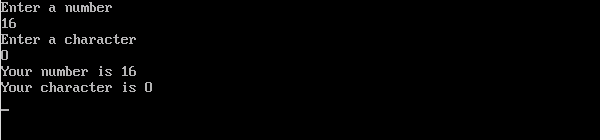 Enter a number
16
Enter a character
O
Your number is 16
Your character is O
_